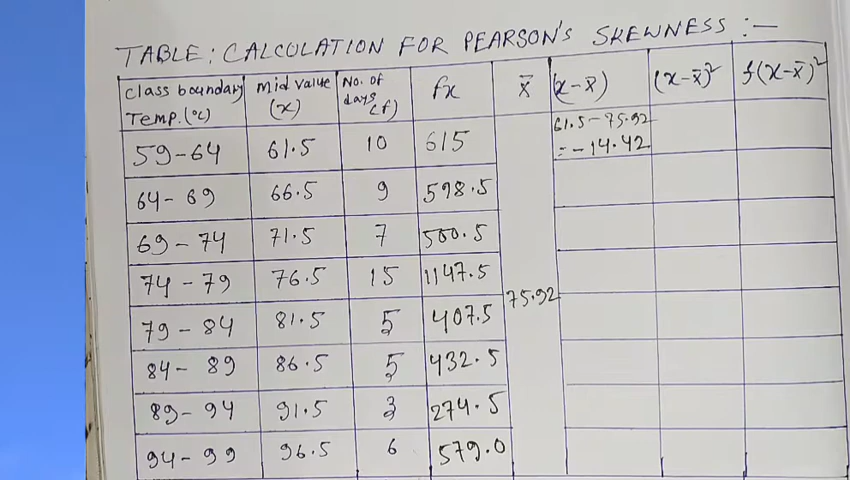 TABLE: CALCULATION FOR PEARSON'S SKEWNESS :-
Class boundary Temp.(°C) | Mid value (x) | No. of days (f) | fx | x̄ | (x-x̄) | (x-x̄)² | f(x-x̄)²
59-64 | 61.5 | 10 | 615 | 61.5-75.92 = -14.42
64-69 | 66.5 | 9 | 598.5
69-74 | 71.5 | 7 | 500.5
74-79 | 76.5 | 15 | 1147.5 | 75.92
79-84 | 81.5 | 5 | 407.5
84-89 | 86.5 | 5 | 432.5
89-94 | 91.5 | 3 | 274.5
94-99 | 96.5 | 6 | 579.0